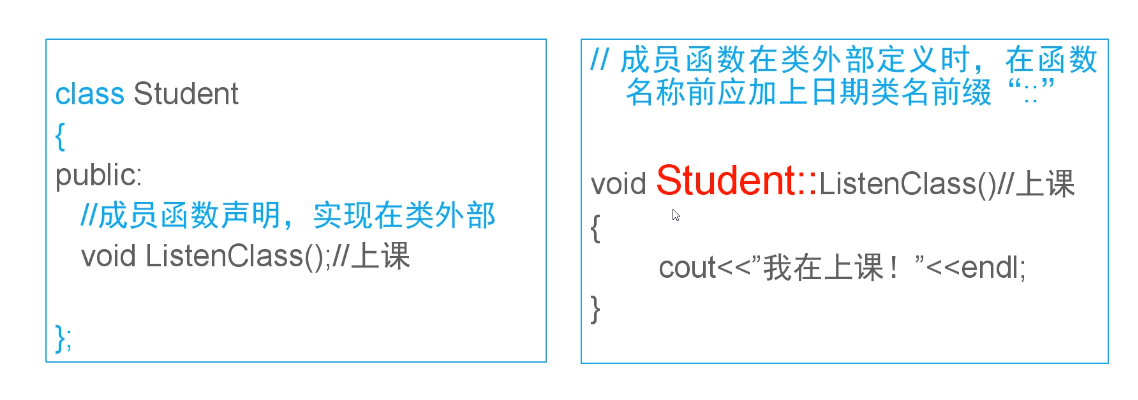 class Student
{
public:
//成员函数声明，实现在类外部
void ListenClass();//上课
};
// 成员函数在类外部定义时，在函数
名称前应加上日期类名前缀“::”
void Student::ListenClass()//上课
{
cout<<”我在上课！”<<endl;
}